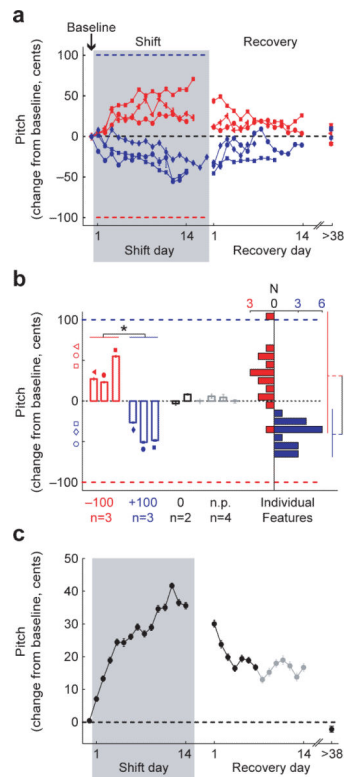 a
Baseline
Shift
Recovery
Pitch
(change from baseline, cents)
100
50
0
−50
−100
1
14
1
14
>38
Shift day
Recovery day
b
N
3
0
3
6
Pitch
(change from baseline, cents)
100
50
0
−50
−100
*
−100
+100
0
n.p.
Individual
n=3
n=3
n=2
n=4
Features
c
Pitch
(change from baseline, cents)
50
40
30
20
10
0
1
14
1
14
>38
Shift day
Recovery day